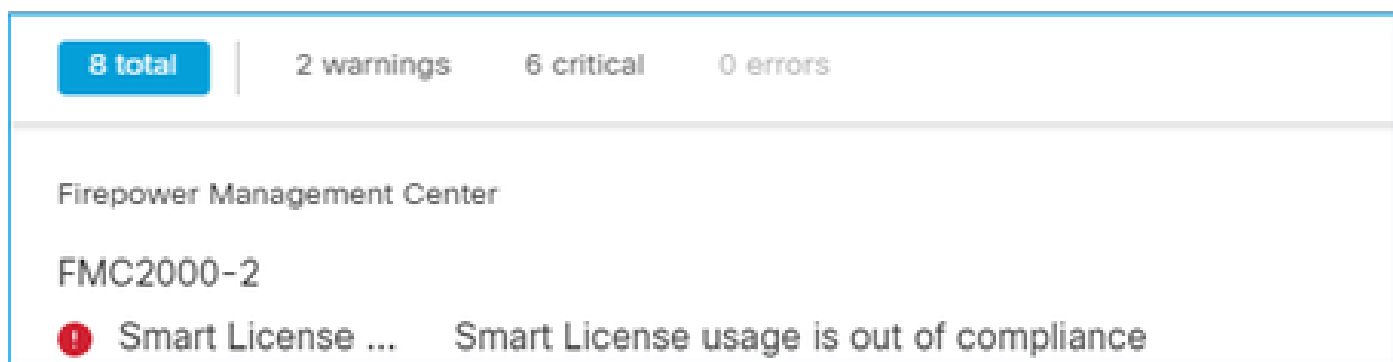 8 total 2 warnings 6 critical 0 errors
Firepower Management Center
FMC2000-2
Smart License ... Smart License usage is out of compliance